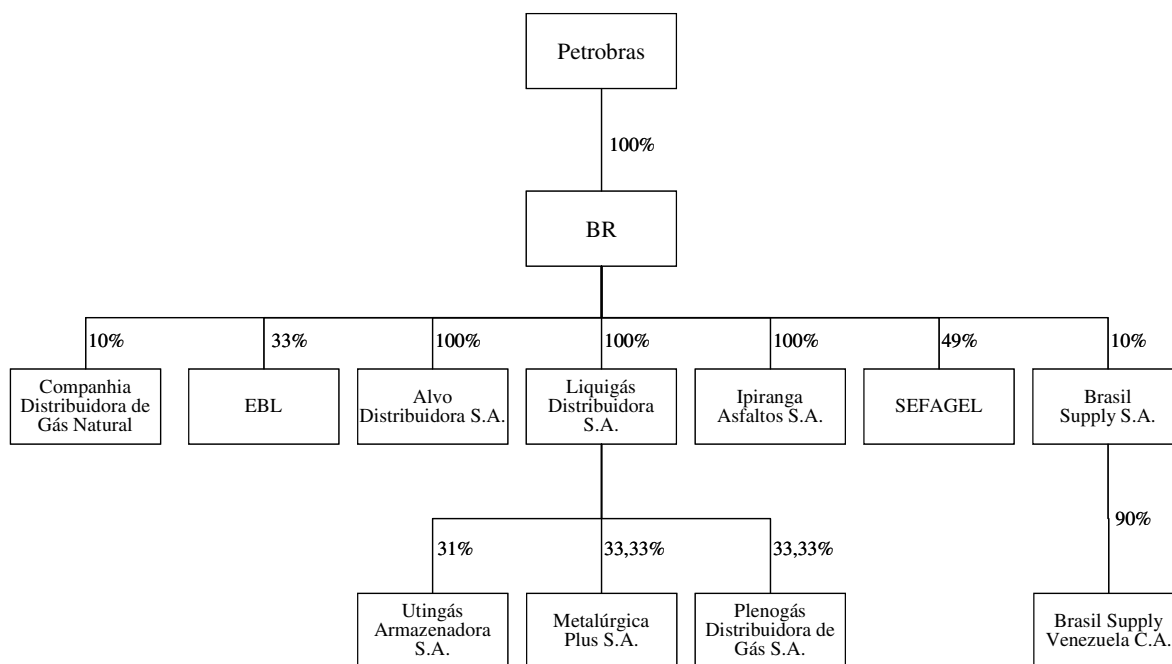 Petrobras
100%
BR
10%
33%
100%
100%
100%
49%
10%
Companhia
Distribuidora de
Gás Natural
EBL
Alvo
Distribuidora S.A.
Liquigás
Distribuidora
S.A.
Ipiranga
Asfaltos S.A.
SEFAGEL
Brasil
Supply S.A.
31%
33,33%
33,33%
90%
Utingás
Armazenadora
S.A.
Metalúrgica
Plus S.A.
Plenogás
Distribuidora de
Gás S.A.
Brasil Supply
Venezuela C.A.